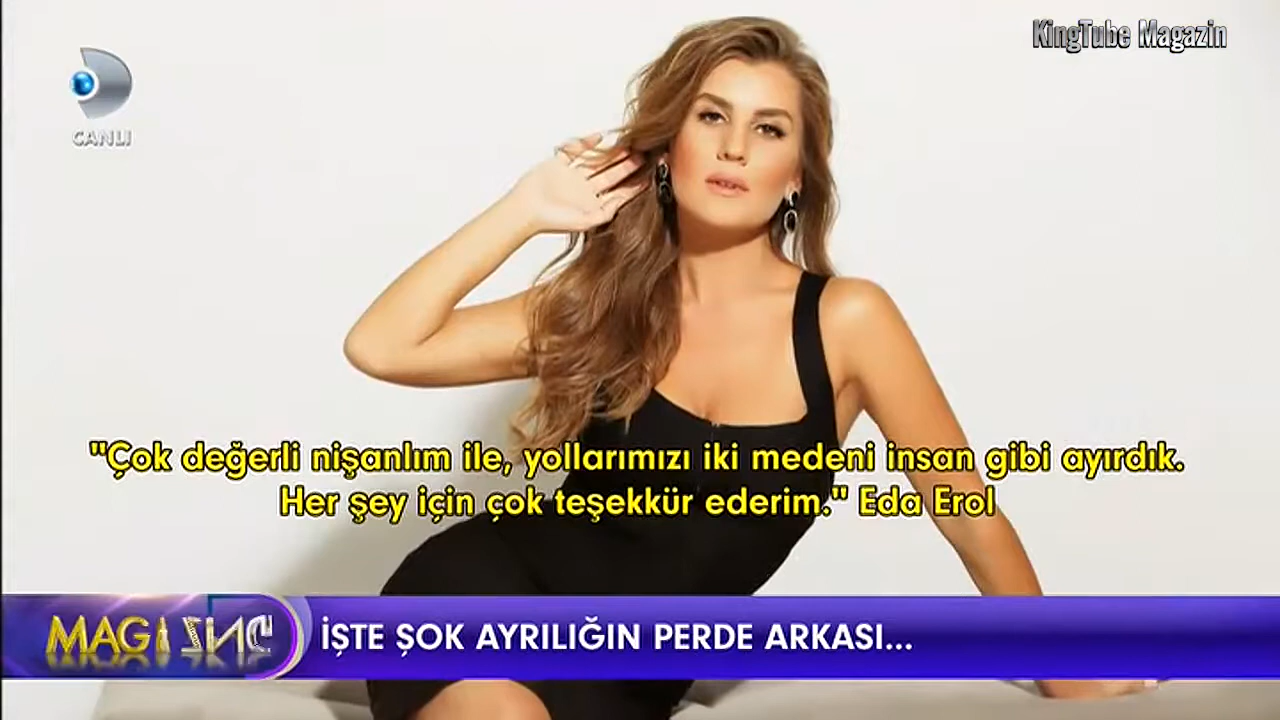 KingTube Magazin
CANLI
"Çok değerli nişanlım ile, yollarımızı iki medeni insan gibi ayırdık.
Her şey için çok teşekkür ederim." Eda Erol
İŞTE ŞOK AYRILIĞIN PERDE ARKASI...